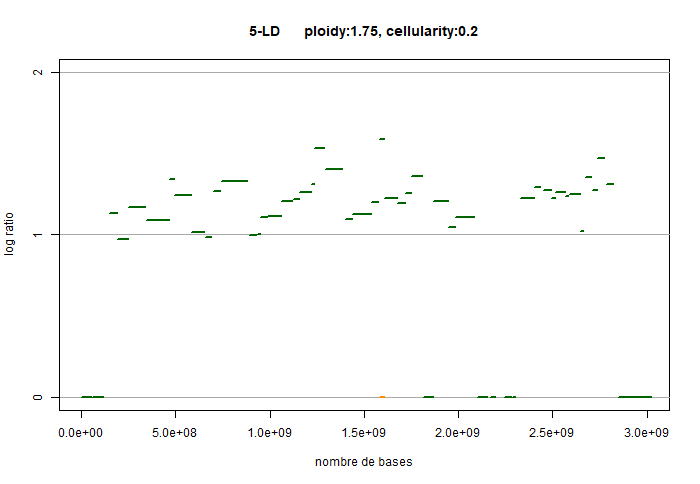 5-LD ploidy:1.75, cellularity:0.2
log ratio
2
1
0
0.0e+00 5.0e+08 1.0e+09 1.5e+09 2.0e+09 2.5e+09 3.0e+09
nombre de bases